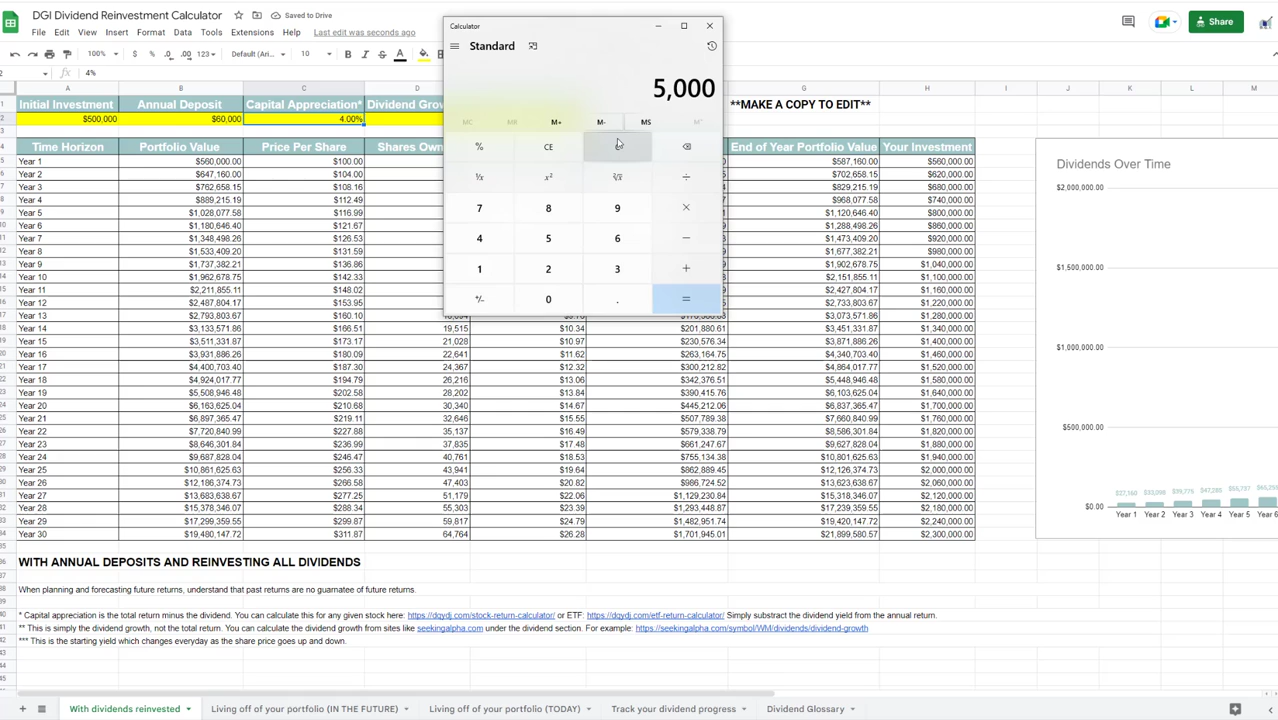 DGI Dividend Reinvestment Calculator
Saved to Drive
File Edit View Insert Format Data Tools Extensions Help Last edit was seconds ago
Share
100% $ % .0 .00 123 Default (Ari... 10 B I S A
4%
Calculator
Standard
5,000
MC MR M+ M- MS
% CE
7 8 9 ×
4 5 6 −
1 2 3 +
+/- 0 . =
A B C D G H I J K L M
Initial Investment Annual Deposit Capital Appreciation* Dividend Grow **MAKE A COPY TO EDIT**
$500,000 $60,000 4.00%
Time Horizon Portfolio Value Price Per Share Shares Own End of Year Portfolio Value Your Investment
Year 1 $560,000.00 $100.00 $587,160.00 $560,000.00
Year 2 $647,160.00 $104.00 $702,658.15 $620,000.00
Year 3 $762,658.15 $108.16 $829,215.19 $680,000.00
Year 4 $889,215.19 $112.49 $968,077.58 $740,000.00
Year 5 $1,028,077.58 $116.99 $1,120,646.40 $800,000.00
Year 6 $1,180,646.40 $121.67 $1,288,498.26 $860,000.00
Year 7 $1,348,498.26 $126.53 $1,473,409.20 $920,000.00
Year 8 $1,533,409.20 $131.59 $1,677,382.21 $980,000.00
Year 9 $1,737,382.21 $136.86 $1,902,678.75 $1,040,000.00
Year 10 $1,962,678.75 $142.33 $2,151,855.11 $1,100,000.00
Year 11 $2,211,855.11 $148.02 $2,427,804.17 $1,160,000.00
Year 12 $2,487,804.17 $153.95 $2,733,803.67 $1,220,000.00
Year 13 $2,793,803.67 $160.10 $3,073,571.86 $1,280,000.00
Year 14 $3,133,571.86 $166.51 19,515 $10.34 $201,880.61 $3,451,331.87 $1,340,000.00
Year 15 $3,511,331.87 $173.17 21,028 $10.97 $230,576.34 $3,871,886.26 $1,400,000.00
Year 16 $3,931,886.26 $180.09 22,641 $11.62 $263,164.75 $4,340,703.40 $1,460,000.00
Year 17 $4,400,703.40 $187.30 24,367 $12.32 $300,212.82 $4,864,017.77 $1,520,000.00
Year 18 $4,924,017.77 $194.79 26,216 $13.06 $342,376.51 $5,448,946.48 $1,580,000.00
Year 19 $5,508,946.48 $202.58 28,202 $13.84 $390,415.76 $6,103,625.04 $1,640,000.00
Year 20 $6,163,625.04 $210.68 30,340 $14.67 $445,212.06 $6,837,365.47 $1,700,000.00
Year 21 $6,897,365.47 $219.11 32,646 $15.55 $507,789.38 $7,660,840.99 $1,760,000.00
Year 22 $7,720,840.99 $227.88 35,137 $16.49 $579,338.79 $8,586,301.84 $1,820,000.00
Year 23 $8,646,301.84 $236.99 37,835 $17.48 $661,247.67 $9,627,828.04 $1,880,000.00
Year 24 $9,687,828.04 $246.47 40,761 $18.53 $755,134.38 $10,801,625.63 $1,940,000.00
Year 25 $10,861,625.63 $256.33 43,941 $19.64 $862,889.45 $12,126,374.73 $2,000,000.00
Year 26 $12,186,374.73 $266.58 47,403 $20.82 $986,724.52 $13,623,638.67 $2,060,000.00
Year 27 $13,683,638.67 $277.25 51,179 $22.06 $1,129,230.84 $15,318,346.07 $2,120,000.00
Year 28 $15,378,346.07 $288.34 55,303 $23.39 $1,293,448.87 $17,239,359.55 $2,180,000.00
Year 29 $17,299,359.55 $299.87 59,817 $24.79 $1,482,951.74 $19,420,147.72 $2,240,000.00
Year 30 $19,480,147.72 $311.87 64,764 $26.28 $1,701,945.01 $21,899,580.57 $2,300,000.00
Dividends Over Time
$2,000,000.00
$1,500,000.00
$1,000,000.00
$500,000.00
$0.00
$27,160 $33,098 $39,775 $47,285 $55,737 $65,25
Year 1 Year 2 Year 3 Year 4 Year 5 Year 6
WITH ANNUAL DEPOSITS AND REINVESTING ALL DIVIDENDS
When planning and forecasting future returns, understand that past returns are no guarnatee of future returns.
* Capital appreciation is the total return minus the dividend. You can calculate this for any given stock here: https://dqydj.com/stock-return-calculator/ or ETF: https://dqydj.com/etf-return-calculator/ Simply substract the dividend yield from the annual return.
** This is simply the dividend growth, not the total return. You can calculate the dividend growth from sites like seekingalpha.com under the dividend section. For example: https://seekingalpha.com/symbol/WM/dividends/dividend-growth
*** This is the starting yield which changes everyday as the share price goes up and down.
With dividends reinvested Living off of your portfolio (IN THE FUTURE) Living off of your portfolio (TODAY) Track your dividend progress Dividend Glossary